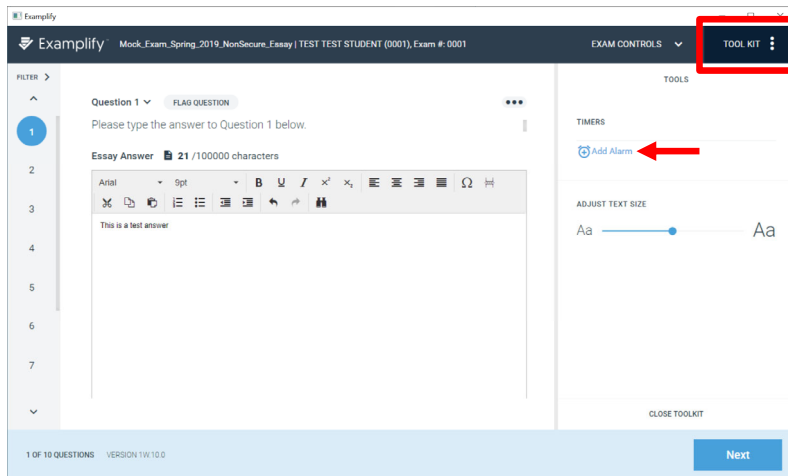 Examplify
Examplify Mock_Exam_Spring_2019_NonSecure_Essay | TEST TEST STUDENT (0001), Exam #: 0001 EXAM CONTROLS TOOL KIT
FILTER
1
2
3
4
5
6
7
Question 1 FLAG QUESTION
Please type the answer to Question 1 below.
Essay Answer 21 /100000 characters
Arial 9pt B U I x² x₂ Ω
This is a test answer
TOOLS
TIMERS
Add Alarm
ADJUST TEXT SIZE
Aa Aa
CLOSE TOOLKIT
1 OF 10 QUESTIONS VERSION 1W.10.0
Next